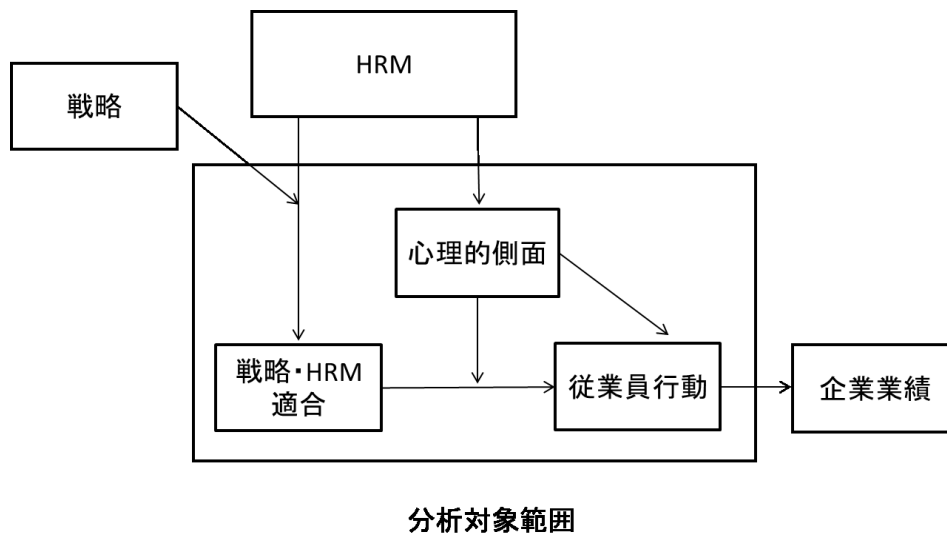 HRM
戦略
心理的側面
戦略・HRM
適合
従業員行動
企業業績
分析対象範囲